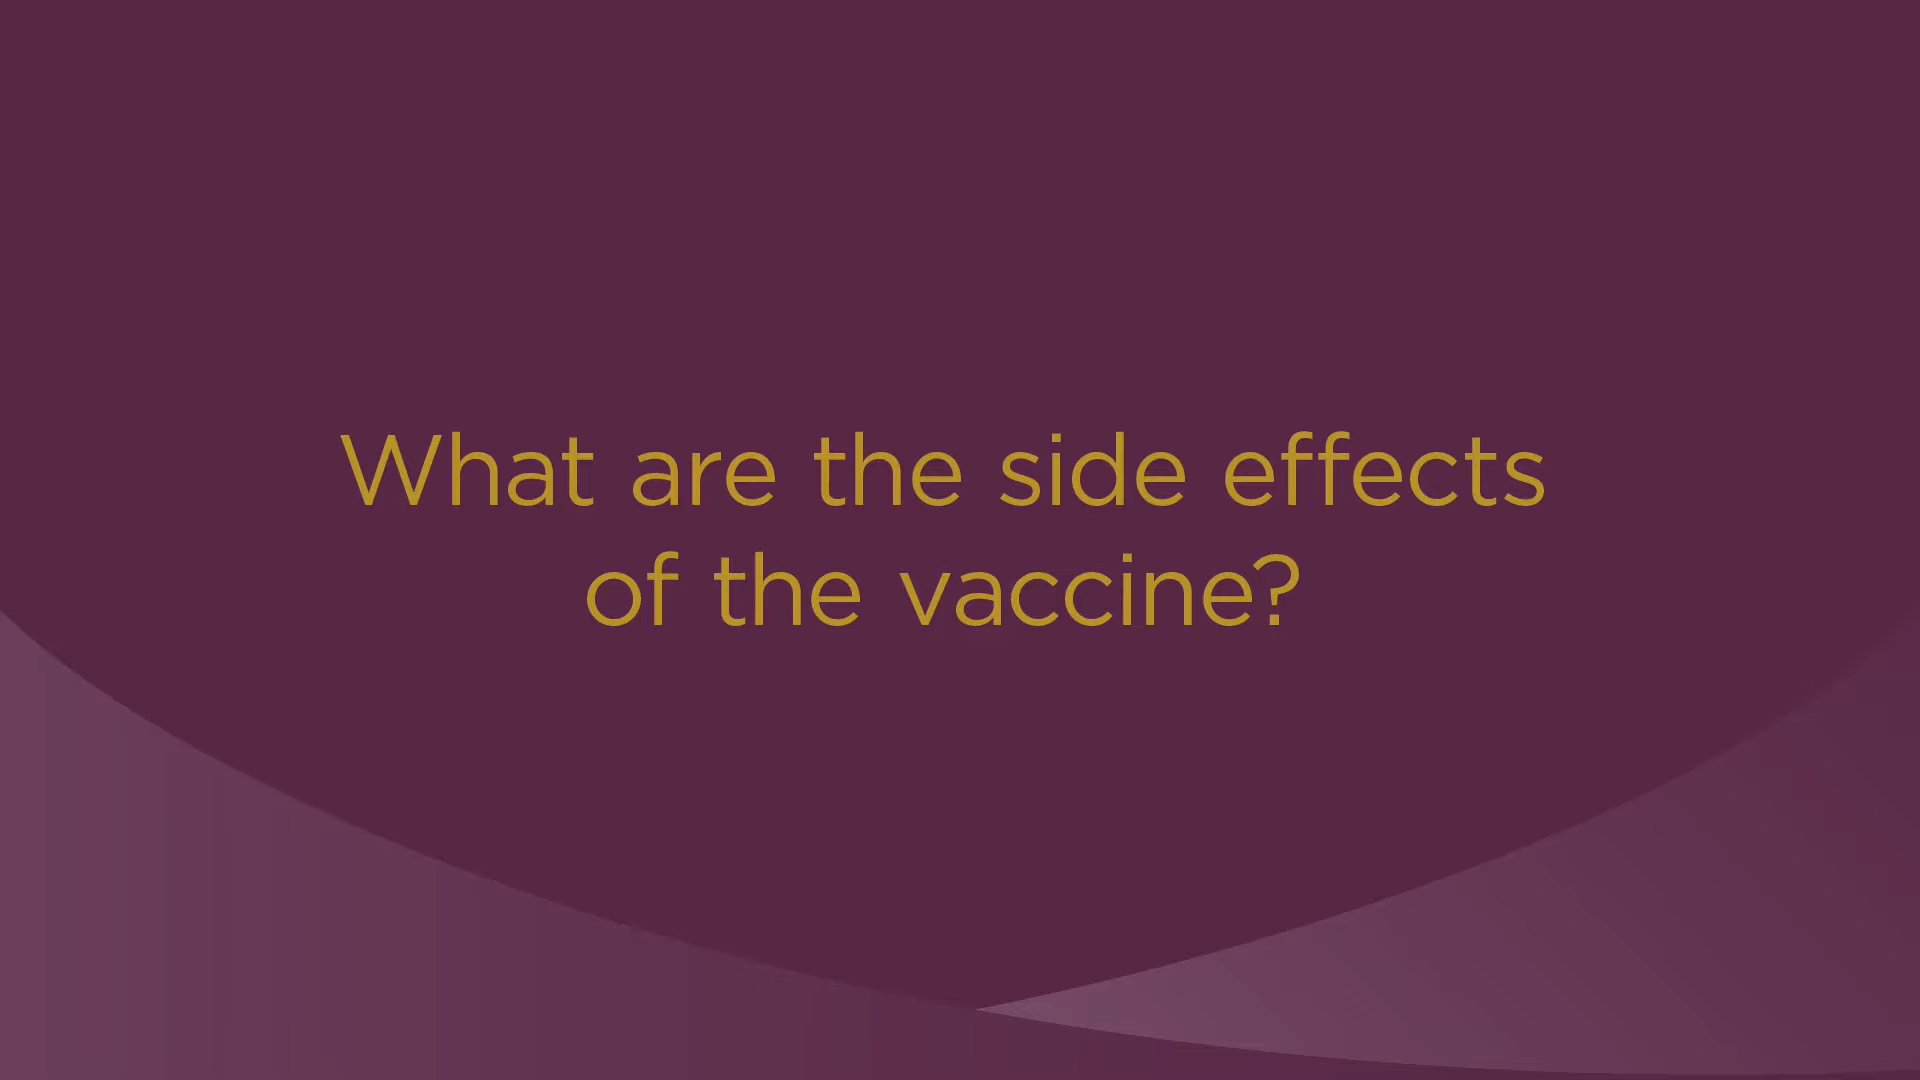 What are the side effects
of the vaccine?